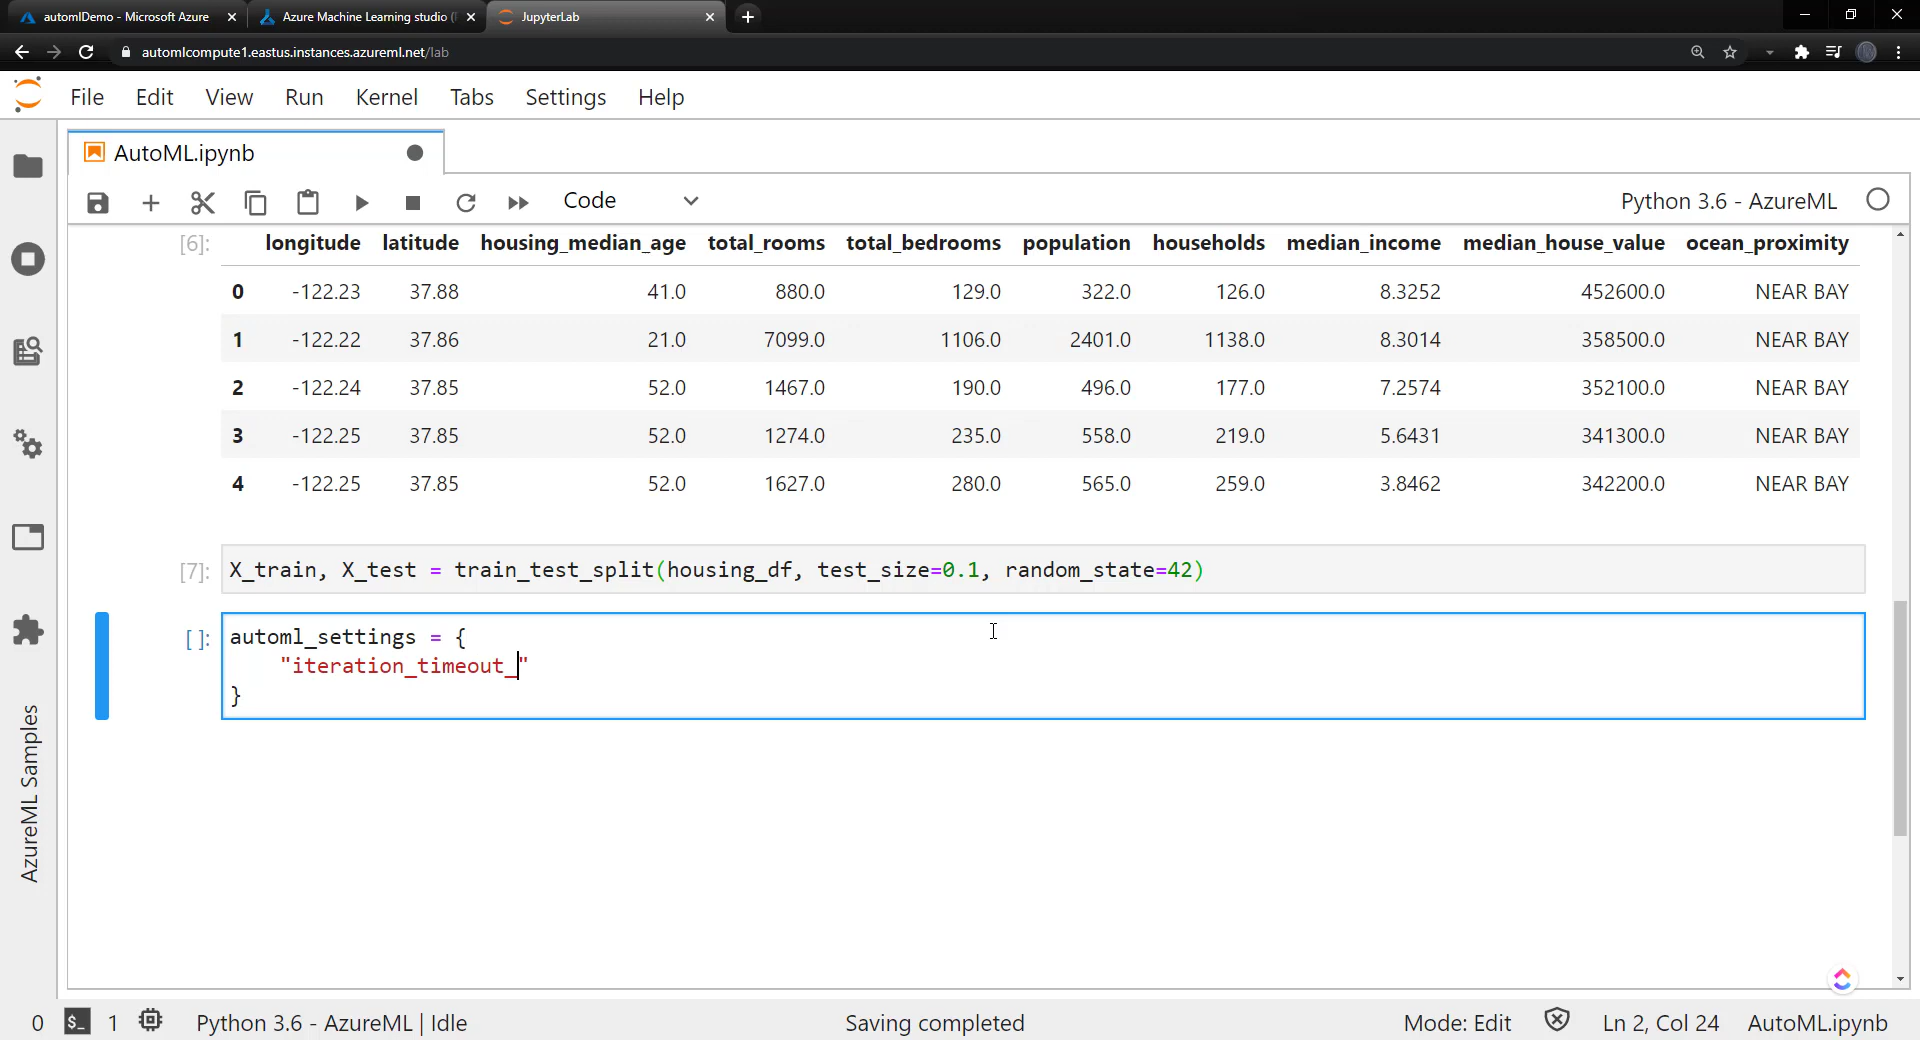 automlDemo - Microsoft Azure
Azure Machine Learning studio (
JupyterLab
automlcompute1.eastus.instances.azureml.net/lab
File Edit View Run Kernel Tabs Settings Help
AutoML.ipynb
Code
Python 3.6 - AzureML
[6]: longitude latitude housing_median_age total_rooms total_bedrooms population households median_income median_house_value ocean_proximity
0 -122.23 37.88 41.0 880.0 129.0 322.0 126.0 8.3252 452600.0 NEAR BAY
1 -122.22 37.86 21.0 7099.0 1106.0 2401.0 1138.0 8.3014 358500.0 NEAR BAY
2 -122.24 37.85 52.0 1467.0 190.0 496.0 177.0 7.2574 352100.0 NEAR BAY
3 -122.25 37.85 52.0 1274.0 235.0 558.0 219.0 5.6431 341300.0 NEAR BAY
4 -122.25 37.85 52.0 1627.0 280.0 565.0 259.0 3.8462 342200.0 NEAR BAY
[7]: X_train, X_test = train_test_split(housing_df, test_size=0.1, random_state=42)
[ ]: automl_settings = {
"iteration_timeout_"
}
AzureML Samples
0 $_ 1 Python 3.6 - AzureML | Idle Saving completed Mode: Edit Ln 2, Col 24 AutoML.ipynb